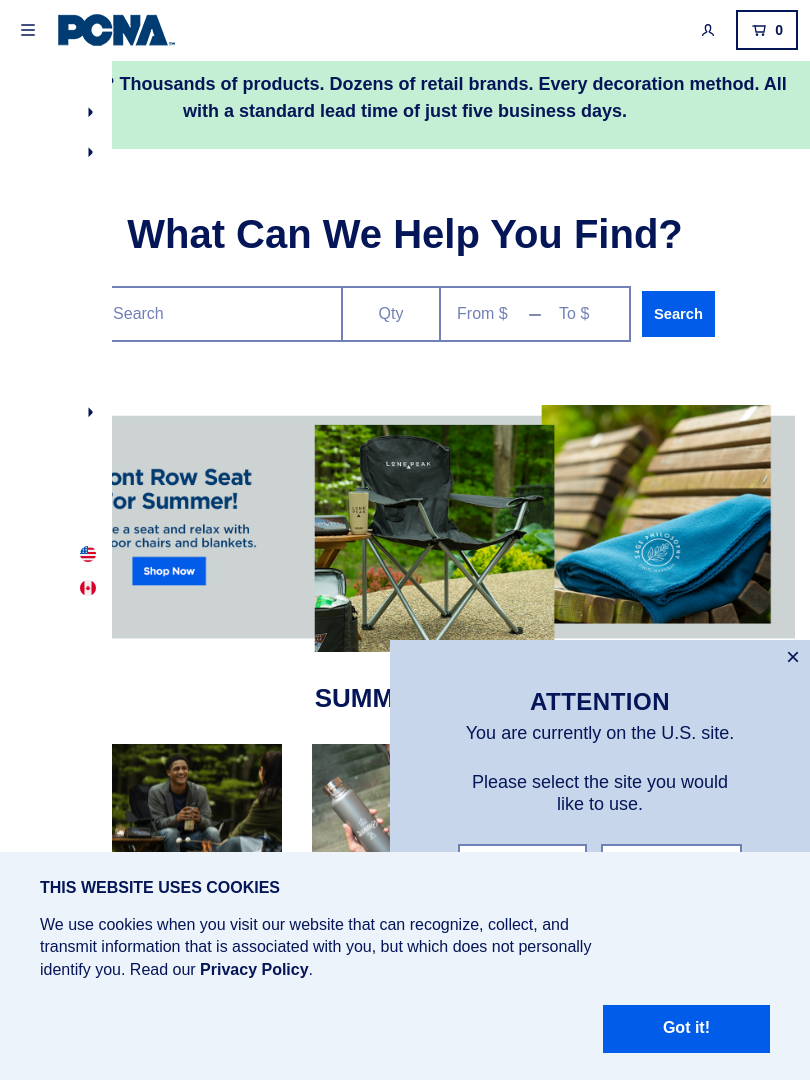 PCNA
0
? Thousands of products. Dozens of retail brands. Every decoration method. All
with a standard lead time of just five business days.
What Can We Help You Find?
Search
Qty
From $
To $
Search
ont Row Seat
or Summer!
e a seat and relax with
oor chairs and blankets.
Shop Now
LONE PEAK
SAGE PHILOSOPHY
SUMM
ATTENTION
You are currently on the U.S. site.
Please select the site you would
like to use.
THIS WEBSITE USES COOKIES
We use cookies when you visit our website that can recognize, collect, and
transmit information that is associated with you, but which does not personally
identify you. Read our Privacy Policy.
Got it!